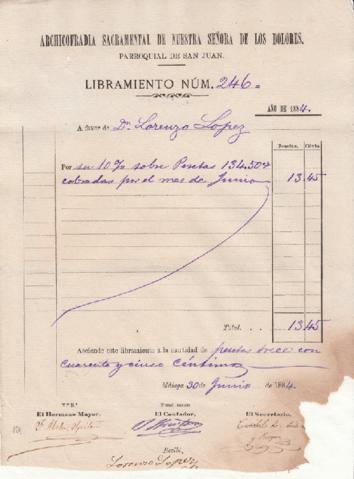 ARCHICOFRADIA SACRAMENTAL DE NUESTRA SEÑORA DE LOS DOLORES.
PARROQUIAL DE SAN JUAN.
LIBRAMIENTO NÚM. 246.
AÑO DE 1884.
A favor de Dn. Lorenzo Lopez
Pesetas. Cénts.
Por su 10 % sobre Pesetas 134.50
cobradas por el mes de Junio 13.45
Total. . . . 13.45
Asciende este libramiento a la cantidad de pesetas trece con
cuarenta y cinco céntimos
Málaga 30 Junio de 1884.
V.º B.º
El Hermano Mayor. El Contador, El Secretario,
Recibí,
Lorenzo Lopez